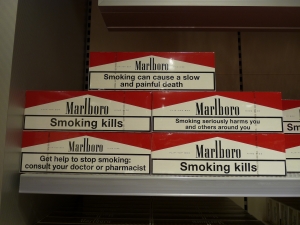 Marlboro
Smoking can cause a slow
and painful death
Marlboro
Smoking kills
Marlboro
Smoking seriously harms you
and others around you
Marlboro
Get help to stop smoking:
consult your doctor or pharmacist
Marlboro
Smoking kills